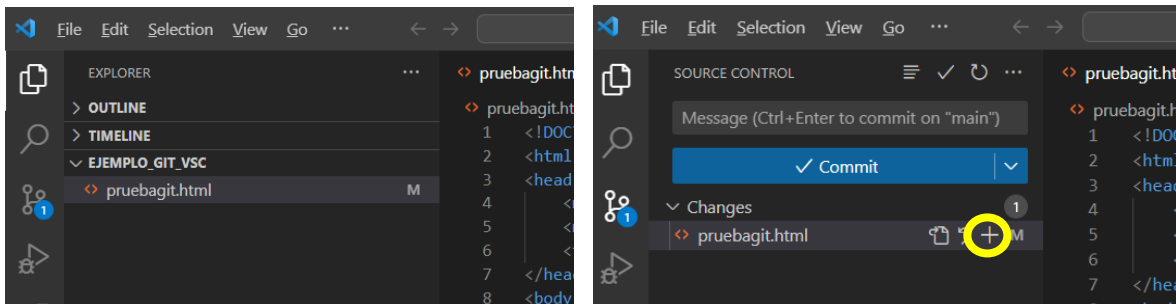 File Edit Selection View Go ...
EXPLORER ...
> OUTLINE
> TIMELINE
EJEMPLO_GIT_VSC
<> pruebagit.html M
1
<> pruebagit.htm
<> pruebagit.ht
1 <!DOC
2 <html
3 <head
4 <
5 <
6 <
7 </hea
8 <body
File Edit Selection View Go ...
SOURCE CONTROL ...
Message (Ctrl+Enter to commit on "main")
Commit
Changes 1
<> pruebagit.html M
1
<> pruebagit.ht
<> pruebagit.h
1 <!DO
2 <html
3 <head
4 <
5 <
6 <
7 </he